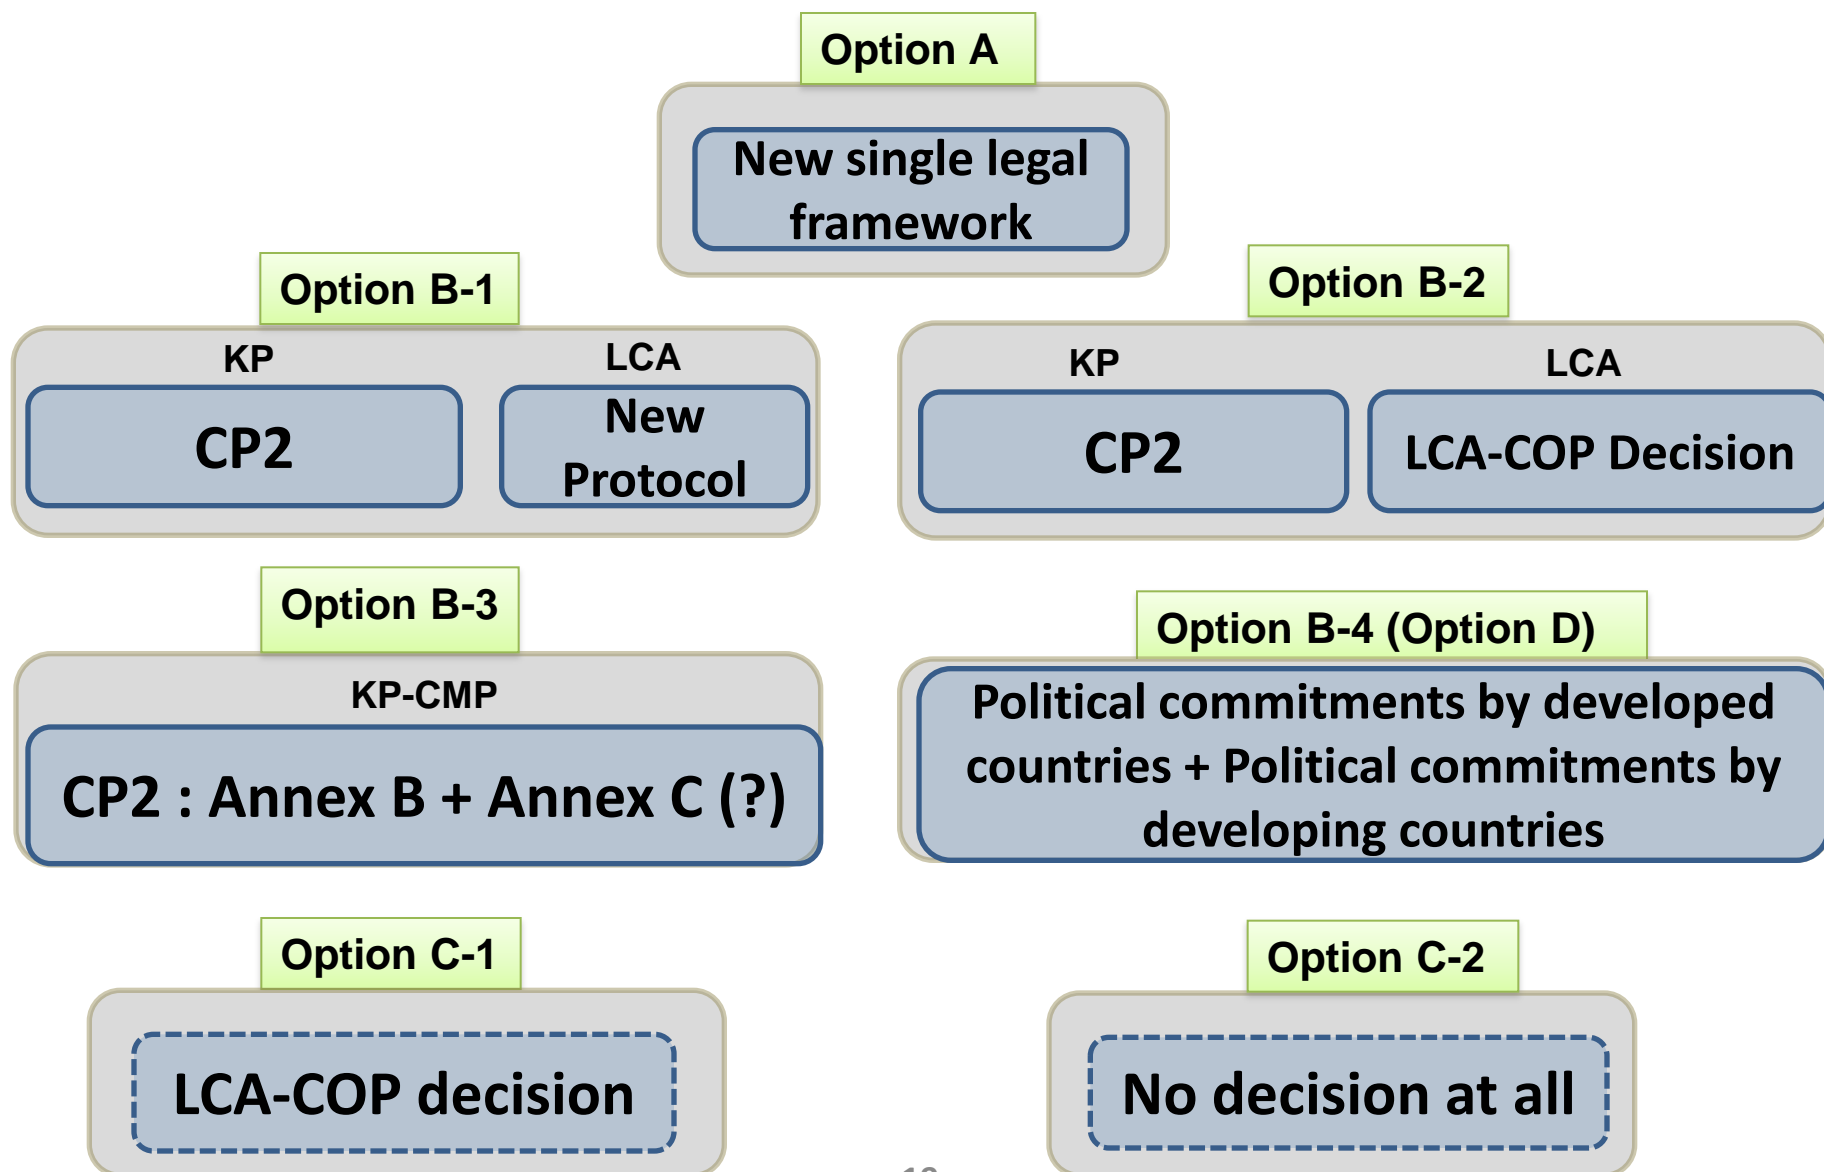 Option A
New single legal
framework
Option B-1
KP
LCA
CP2
New
Protocol
Option B-2
KP
LCA
CP2
LCA-COP Decision
Option B-3
KP-CMP
CP2 : Annex B + Annex C (?)
Option B-4 (Option D)
Political commitments by developed
countries + Political commitments by
developing countries
Option C-1
LCA-COP decision
Option C-2
No decision at all